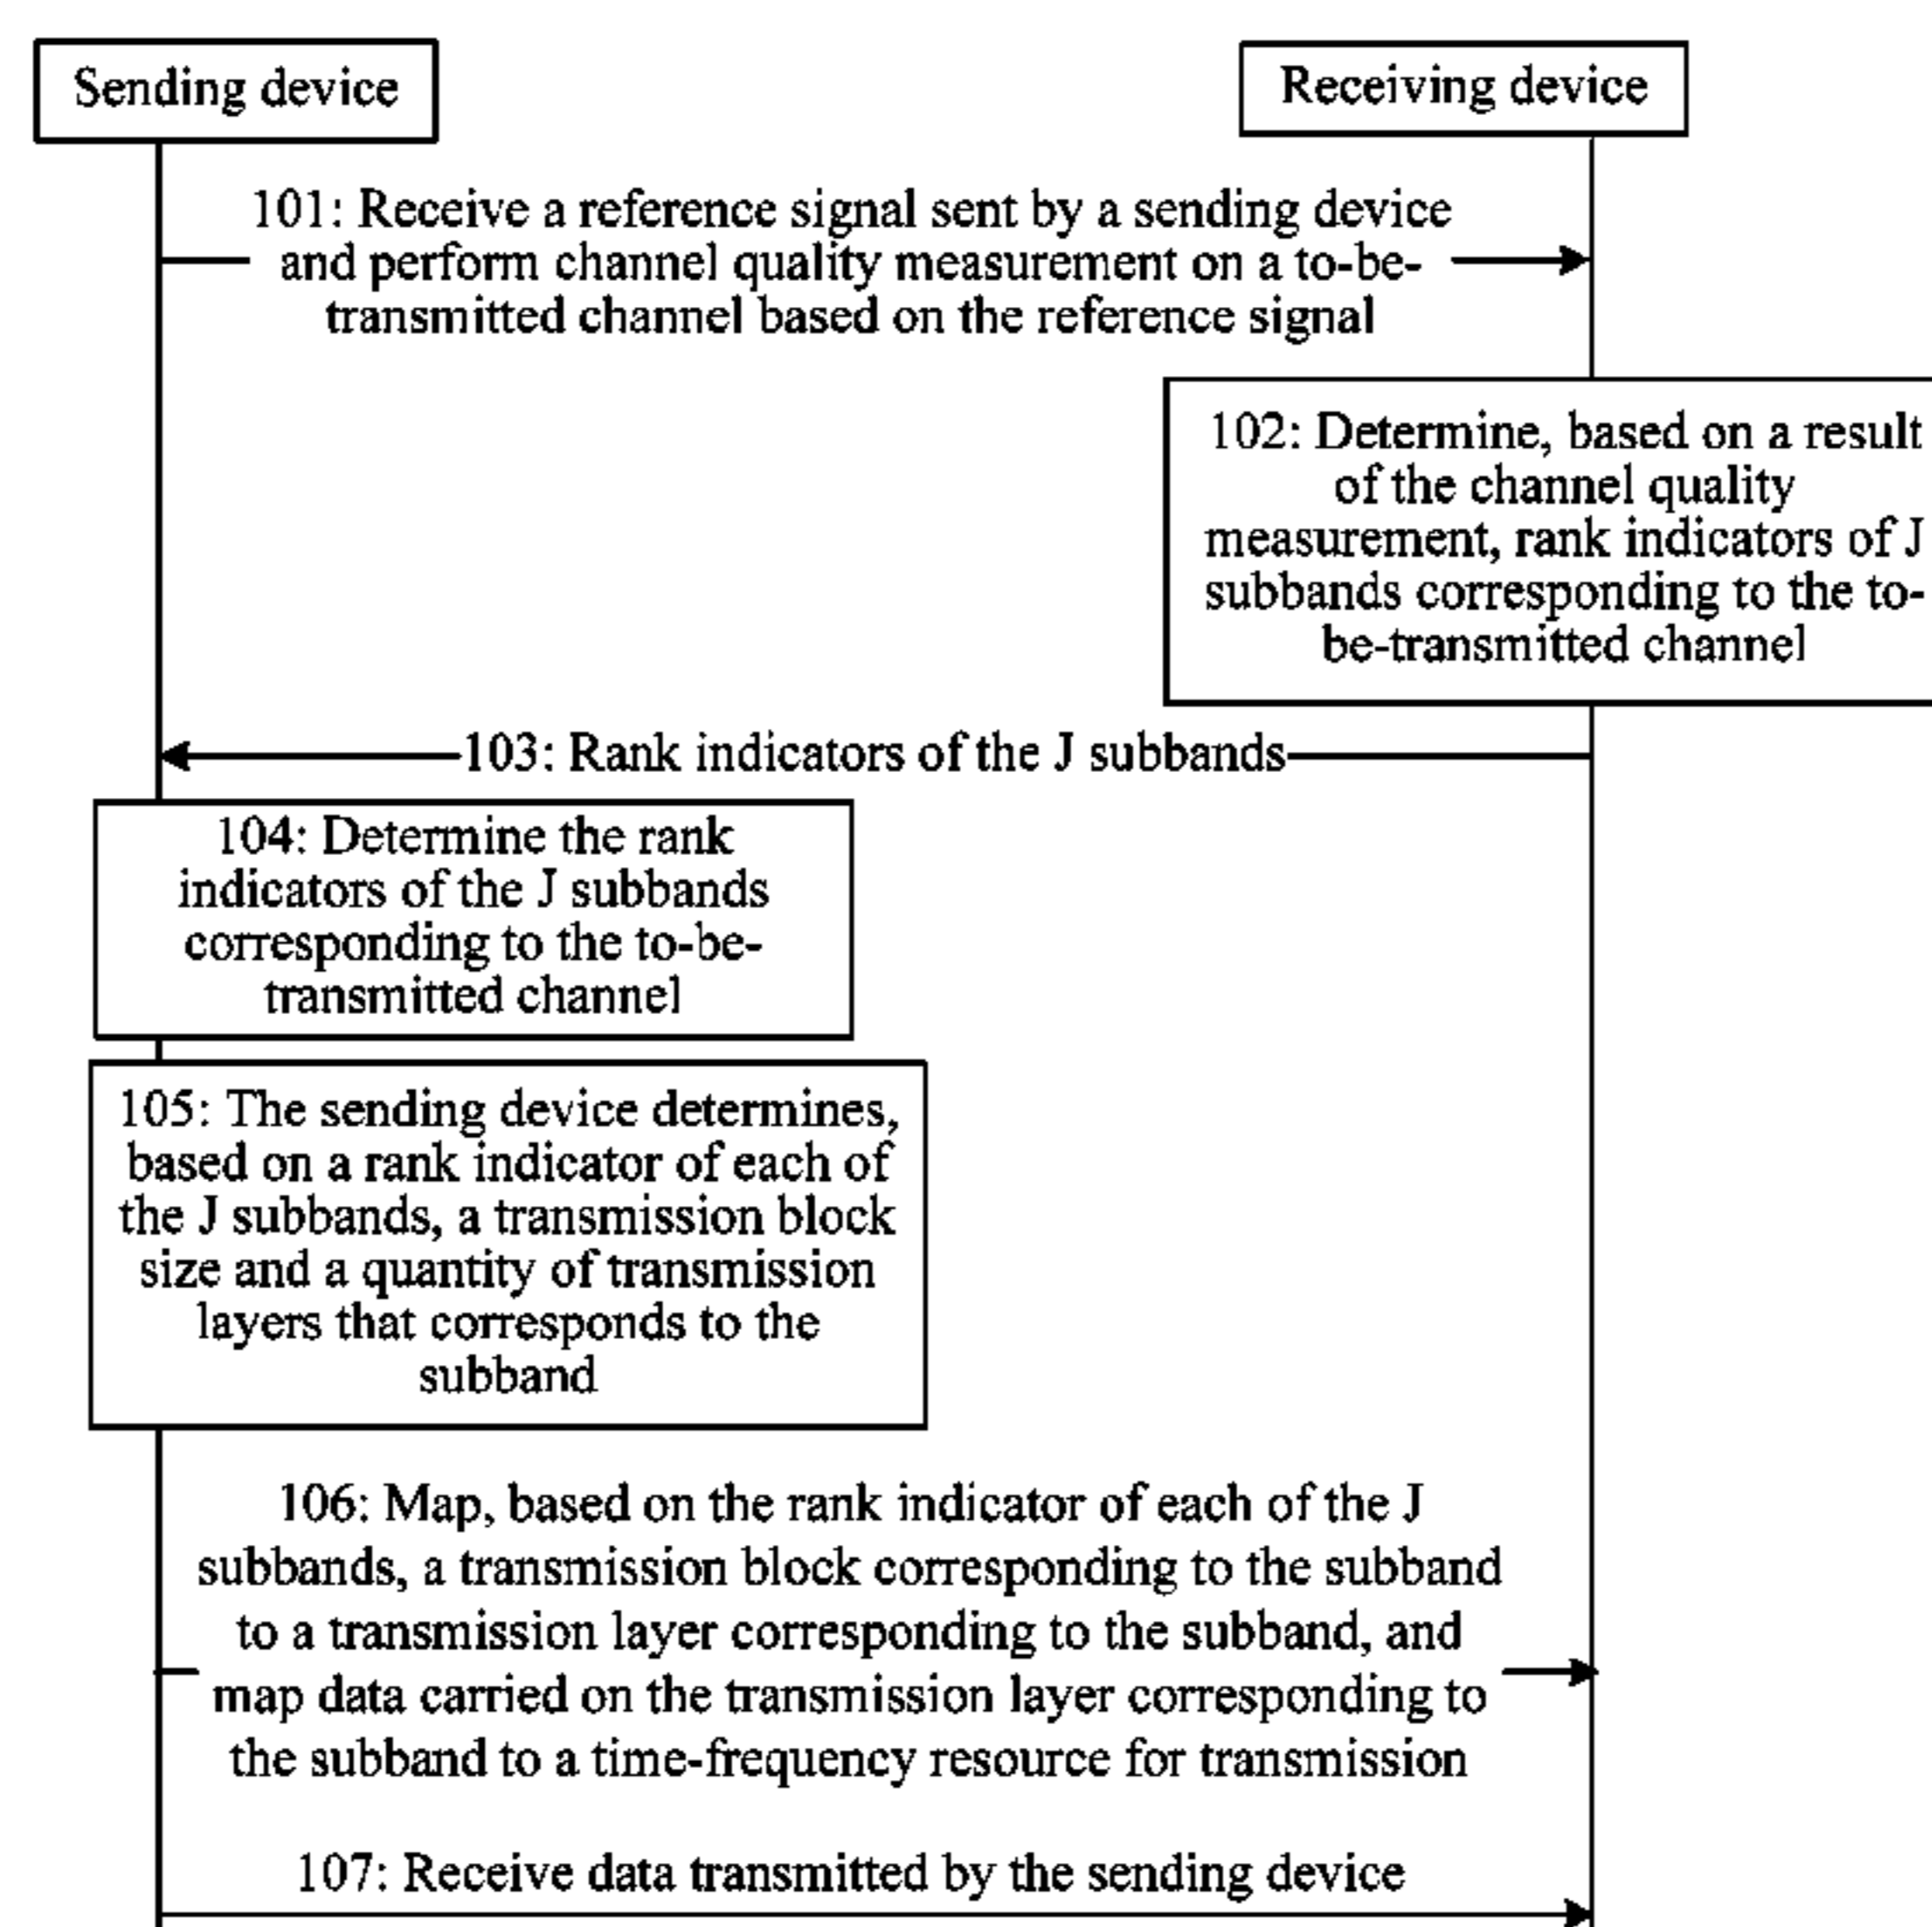 Sending device
Receiving device
101: Receive a reference signal sent by a sending device
and perform channel quality measurement on a to-be-
transmitted channel based on the reference signal
102: Determine, based on a result
of the channel quality
measurement, rank indicators of J
subbands corresponding to the to-
be-transmitted channel
103: Rank indicators of the J subbands
104: Determine the rank
indicators of the J subbands
corresponding to the to-be-
transmitted channel
105: The sending device determines,
based on a rank indicator of each of
the J subbands, a transmission block
size and a quantity of transmission
layers that corresponds to the
subband
106: Map, based on the rank indicator of each of the J
subbands, a transmission block corresponding to the subband
to a transmission layer corresponding to the subband, and
map data carried on the transmission layer corresponding to
the subband to a time-frequency resource for transmission
107: Receive data transmitted by the sending device